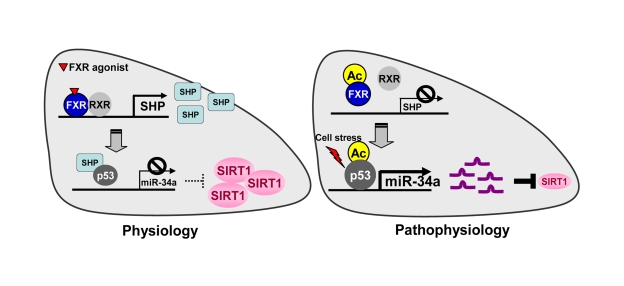 FXR agonist
FXR
RXR
SHP
SHP
SHP
SHP
SHP
p53
miR-34a
SIRT1
SIRT1
SIRT1
Physiology
Ac
RXR
FXR
SHP
Cell stress
Ac
p53
miR-34a
SIRT1
Pathophysiology